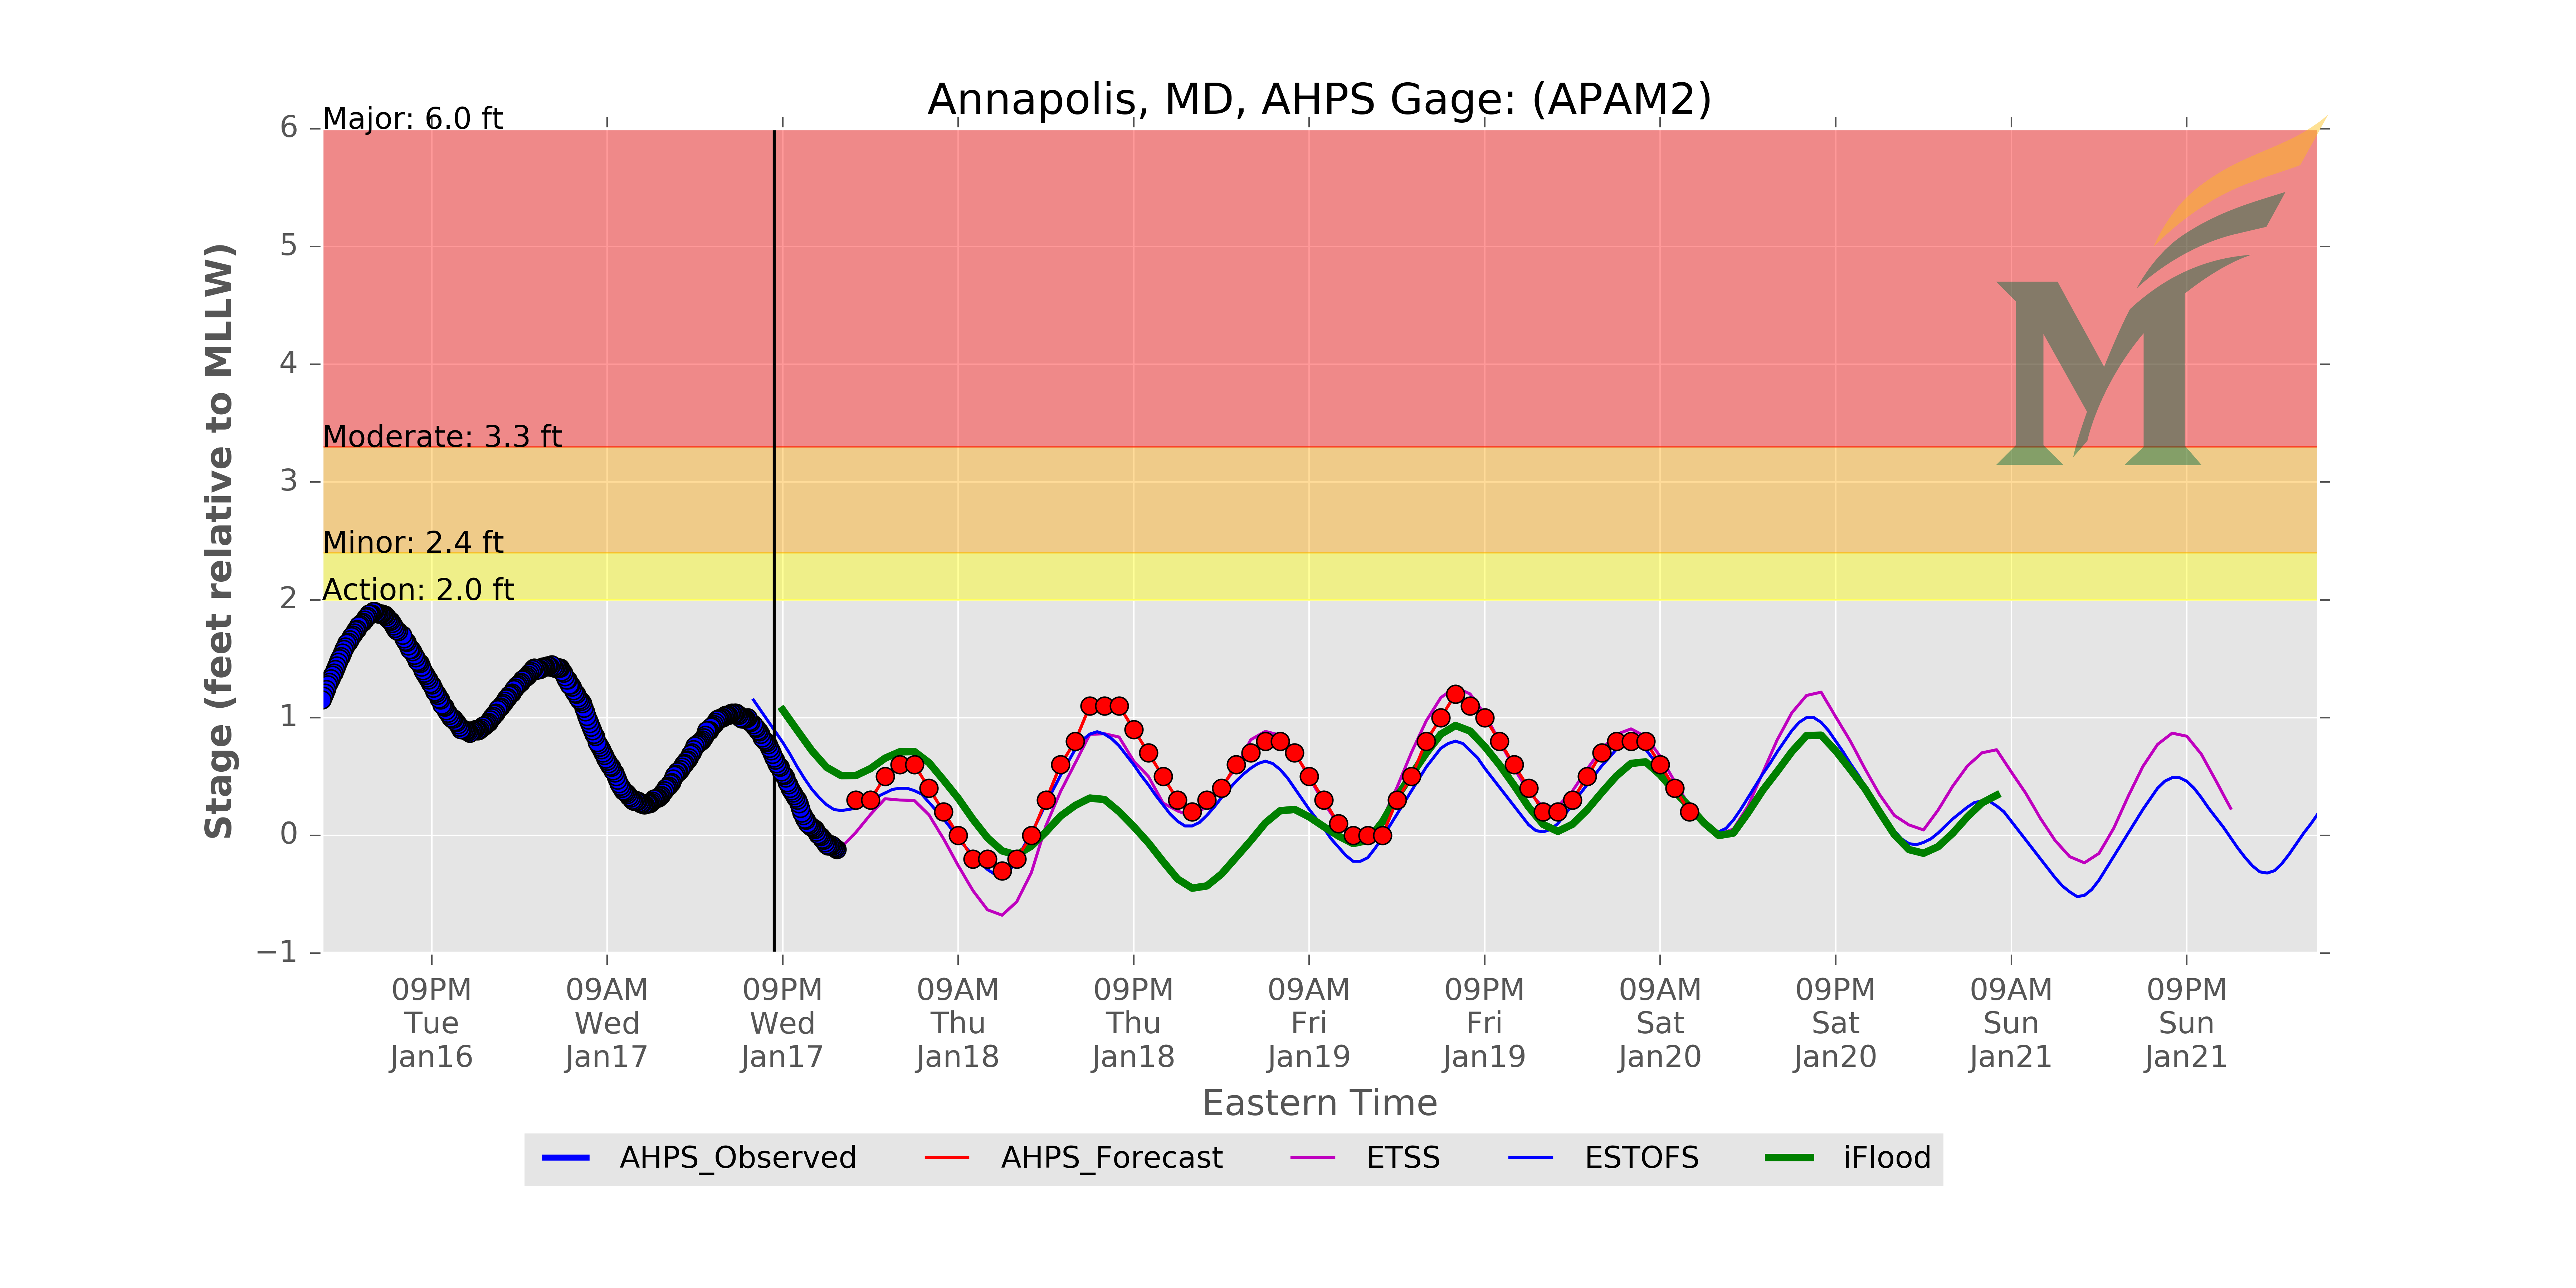 Annapolis, MD, AHPS Gage: (APAM2)
Major: 6.0 ft
Moderate: 3.3 ft
Minor: 2.4 ft
Action: 2.0 ft
6
5
4
3
2
1
0
−1
Stage (feet relative to MLLW)
09PM
Tue
Jan16
09AM
Wed
Jan17
09PM
Wed
Jan17
09AM
Thu
Jan18
09PM
Thu
Jan18
09AM
Fri
Jan19
09PM
Fri
Jan19
09AM
Sat
Jan20
09PM
Sat
Jan20
09AM
Sun
Jan21
09PM
Sun
Jan21
Eastern Time
AHPS_Observed
AHPS_Forecast
ETSS
ESTOFS
iFlood